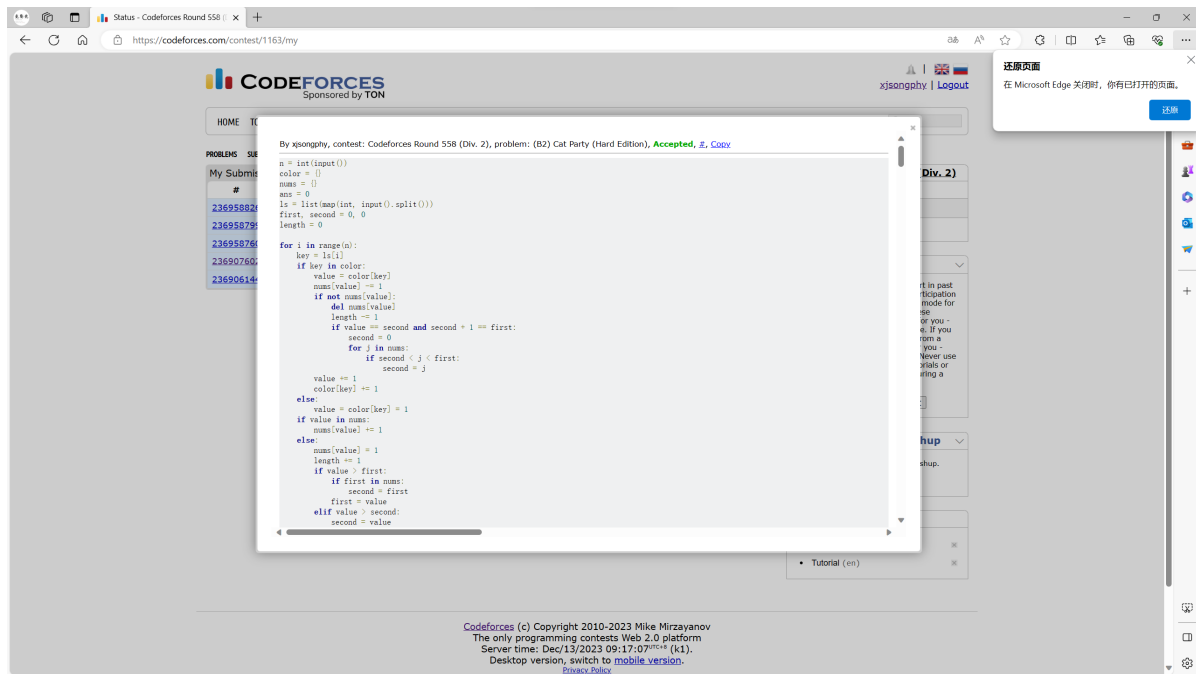 Status - Codeforces Round 558 (
https://codeforces.com/contest/1163/my
还原页面
在 Microsoft Edge 关闭时，你有已打开的页面。
还原
CODEFORCES
Sponsored by TON
xjsongphy | Logout
HOME
PROBLEMS
My Submis
#
23695882
2369587
23695876
23690760
2369061
By xjsongphy, contest: Codeforces Round 558 (Div. 2), problem: (B2) Cat Party (Hard Edition), Accepted, #, Copy
n = int(input())
color = {}
nums = {}
ans = 0
ls = list(map(int, input().split()))
first, second = 0, 0
length = 0
for i in range(n):
    key = ls[i]
    if key in color:
        value = color[key]
        nums[value] -= 1
        if not nums[value]:
            del nums[value]
            length -= 1
            if value == second and second + 1 == first:
                second = 0
                for j in nums:
                    if second < j < first:
                        second = j
        value += 1
        color[key] += 1
    else:
        value = color[key] = 1
    if value in nums:
        nums[value] += 1
    else:
        nums[value] = 1
        length += 1
        if value > first:
            if first in nums:
                second = first
            first = value
        elif value > second:
            second = value
Div. 2)
rt in past
rticipation
mode for
ese
or you -
e. If you
rom a
you -
Never use
orials or
uring a
hup
shup.
Tutorial (en)
Codeforces (c) Copyright 2010-2023 Mike Mirzayanov
The only programming contests Web 2.0 platform
Server time: Dec/13/2023 09:17:07UTC+8 (k1).
Desktop version, switch to mobile version.
Privacy Policy